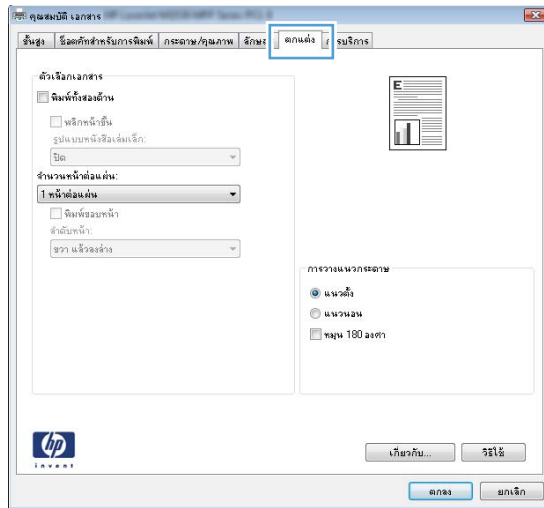 คุณสมบัติ เอกสาร
ขั้นสูง ช็อตคัทสำหรับการพิมพ์ กระดาษ/คุณภาพ ตกแต่ง
ตัวเลือกเอกสาร
พิมพ์ทั้งสองด้าน
พลิกหน้าขึ้น
รูปแบบหนังสือเล่มเล็ก:
ปิด
จำนวนหน้าต่อแผ่น:
1 หน้าต่อแผ่น
พิมพ์ขอบหน้า
ลำดับหน้า:
ขวา แล้วลงล่าง
E
การวางแนวกระดาษ
แนวตั้ง
แนวนอน
หมุน 180 องศา
hp
invent
เกี่ยวกับ... วิธีใช้
ตกลง ยกเลิก